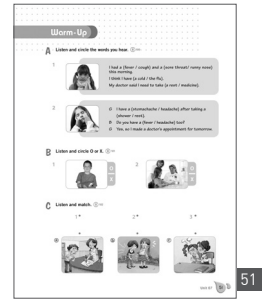 Warm-Up
A Listen and circle the words you hear.
1
I had a (fever / cough) and a (sore throat / runny nose)
this morning.
I think I have (a cold / the flu).
My doctor said I need to take (a rest / medicine).
2
G I have a (stomachache / headache) after taking a
(shower / rest).
B Do you have a (fever / headache) too?
G Yes, so I made a doctor's appointment for tomorrow.
B Listen and circle O or X.
1
O
X
2
O
X
C Listen and match.
1
2
3
a
b
c
51